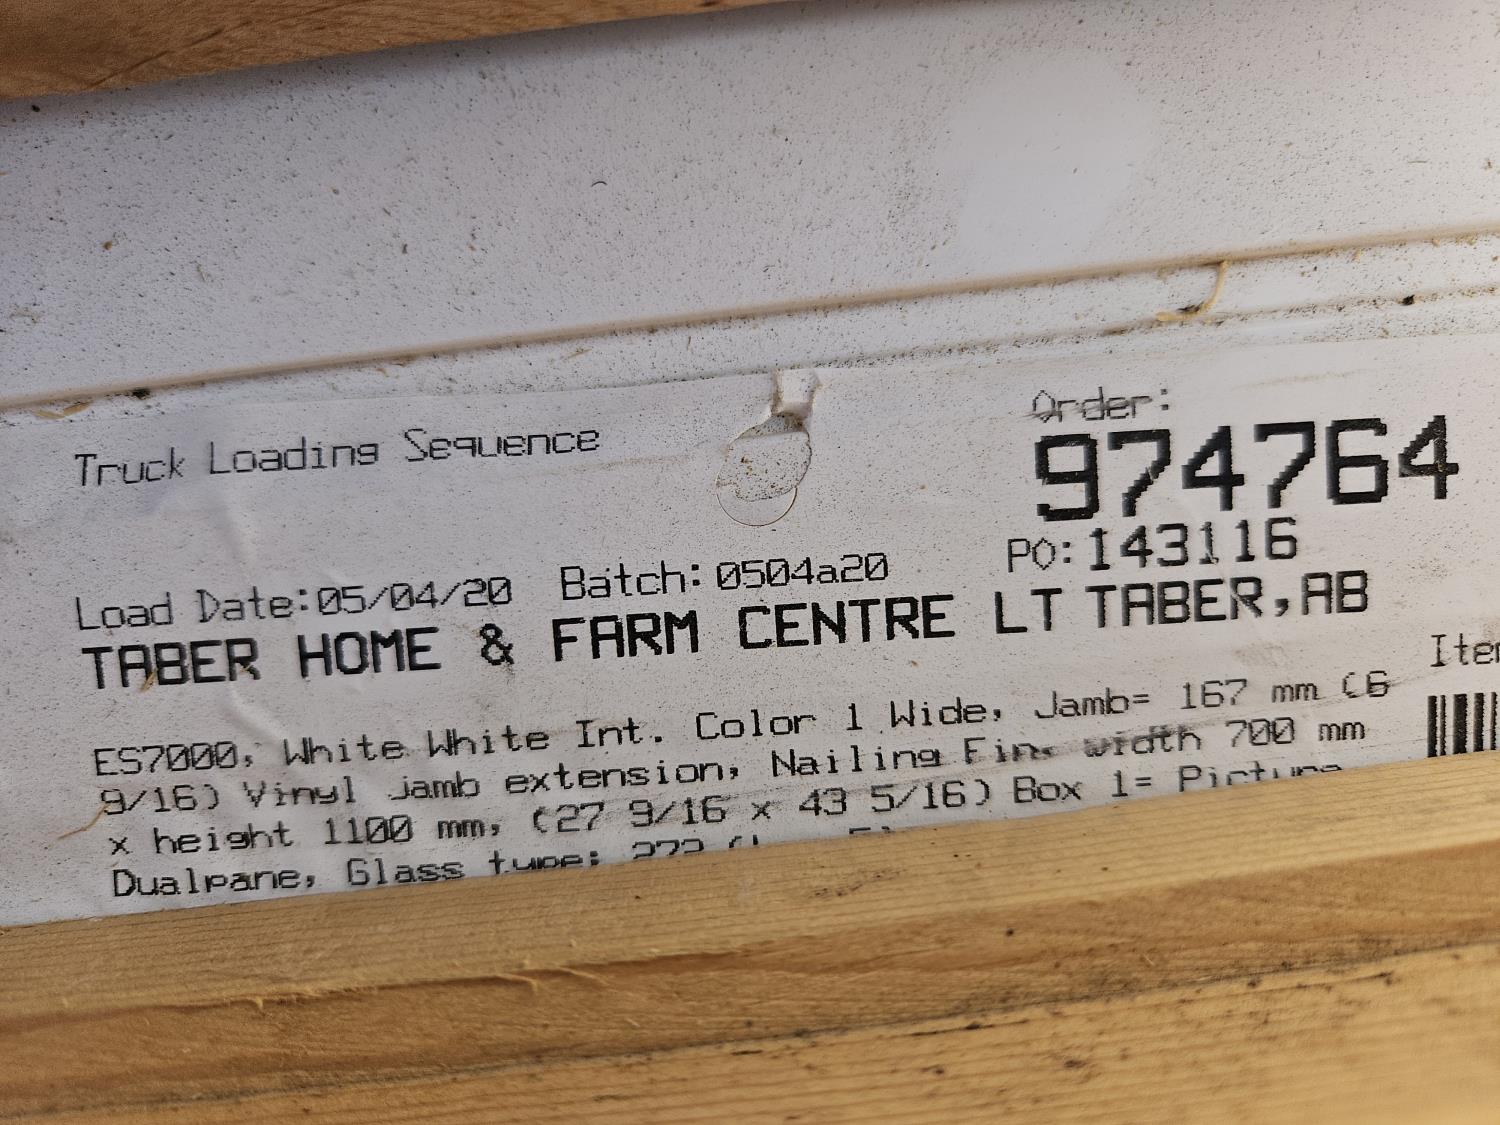 Truck Loading Sequence
Order:
974764
Load Date:05/04/20 Batch:0504a20 PO:143116
TABER HOME & FARM CENTRE LT TABER,AB
ES7000, White White Int. Color 1 Wide, Jamb= 167 mm (6
9/16) Vinyl jamb extension, Nailing Fin, width 700 mm
x height 1100 mm, (27 9/16 x 43 5/16) Box 1= Picture
Dualpane, Glass type: